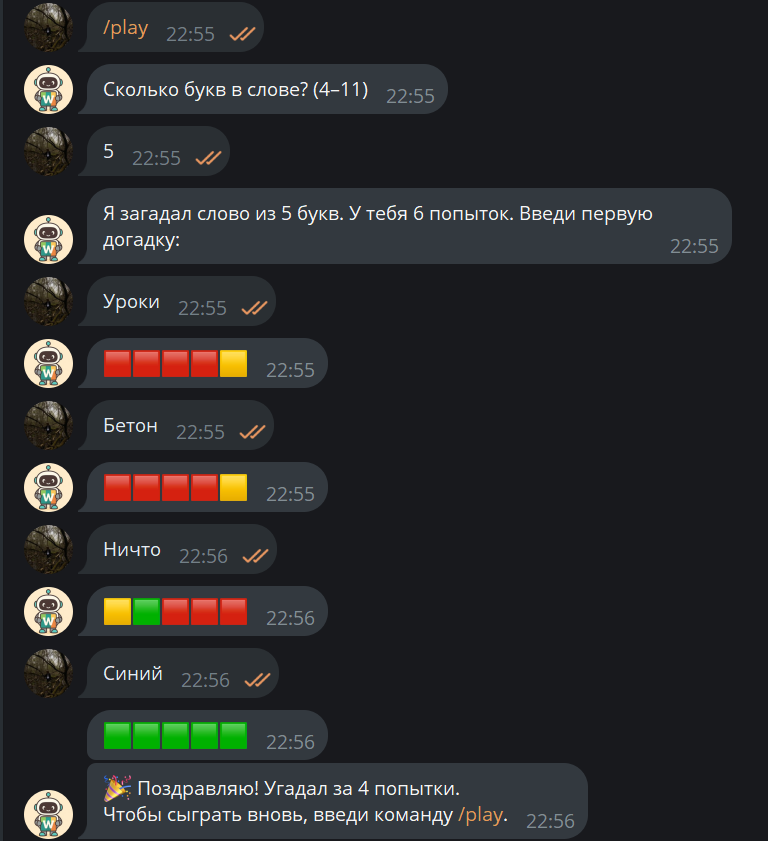 /play 22:55
Сколько букв в слове? (4–11) 22:55
5 22:55
Я загадал слово из 5 букв. У тебя 6 попыток. Введи первую
догадку: 22:55
Уроки 22:55
22:55
Бетон 22:55
22:55
Ничто 22:56
22:56
Синий 22:56
22:56
Поздравляю! Угадал за 4 попытки.
Чтобы сыграть вновь, введи команду /play. 22:56
W
W
W
W
W
W